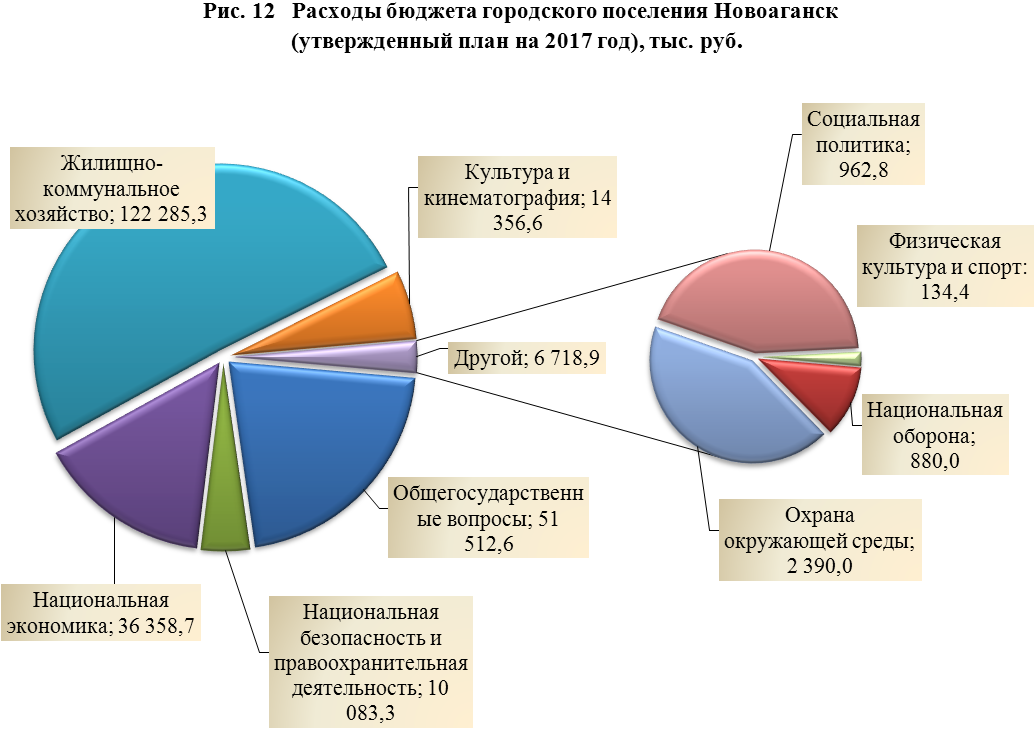 Рис. 12 Расходы бюджета городского поселения Новоаганск
(утвержденный план на 2017 год), тыс. руб.
Жилищно-
коммунальное
хозяйство; 122 285,3
Культура и
кинематография; 14
356,6
Социальная
политика;
962,8
Физическая
культура и спорт:
134,4
Другой; 6 718,9
Национальная
оборона;
880,0
Общегосударственн
ые вопросы; 51
512,6
Охрана
окружающей среды;
2 390,0
Национальная
экономика; 36 358,7
Национальная
безопасность и
правоохранительная
деятельность; 10
083,3